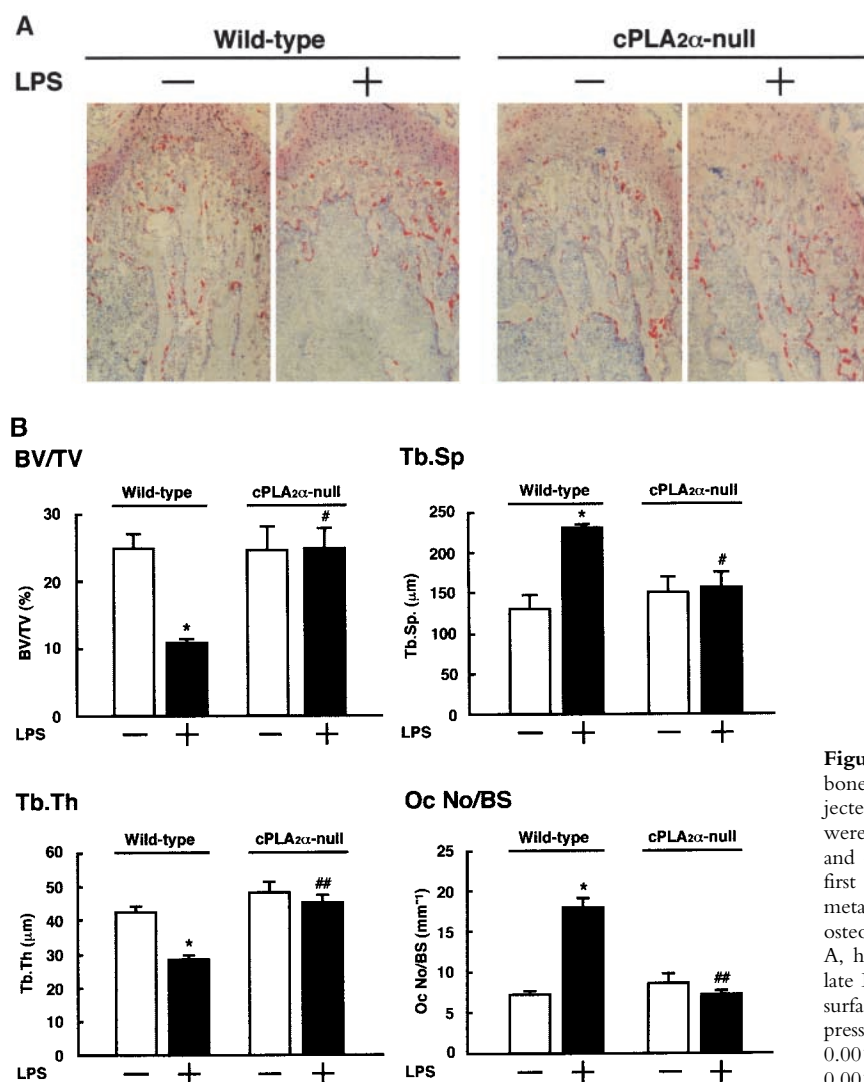 A
Wild-type cPLA2α-null
LPS − + − +
B
BV/TV
Wild-type cPLA2α-null
30
20
10
0
BV/TV (%)
* #
LPS − + − +
Tb.Sp
Wild-type cPLA2α-null
250
200
150
100
50
0
Tb.Sp. (μm)
* #
LPS − + − +
Tb.Th
Wild-type cPLA2α-null
60
50
40
30
20
10
0
Tb.Th (μm)
* ##
LPS − + − +
Oc No/BS
Wild-type cPLA2α-null
25
20
15
10
5
0
Oc No/BS (mm⁻¹)
* ##
LPS − + − +
Figu
bone
jecte
were
and
first
meta
osteo
A, h
late
surfa
press
0.00
0.00